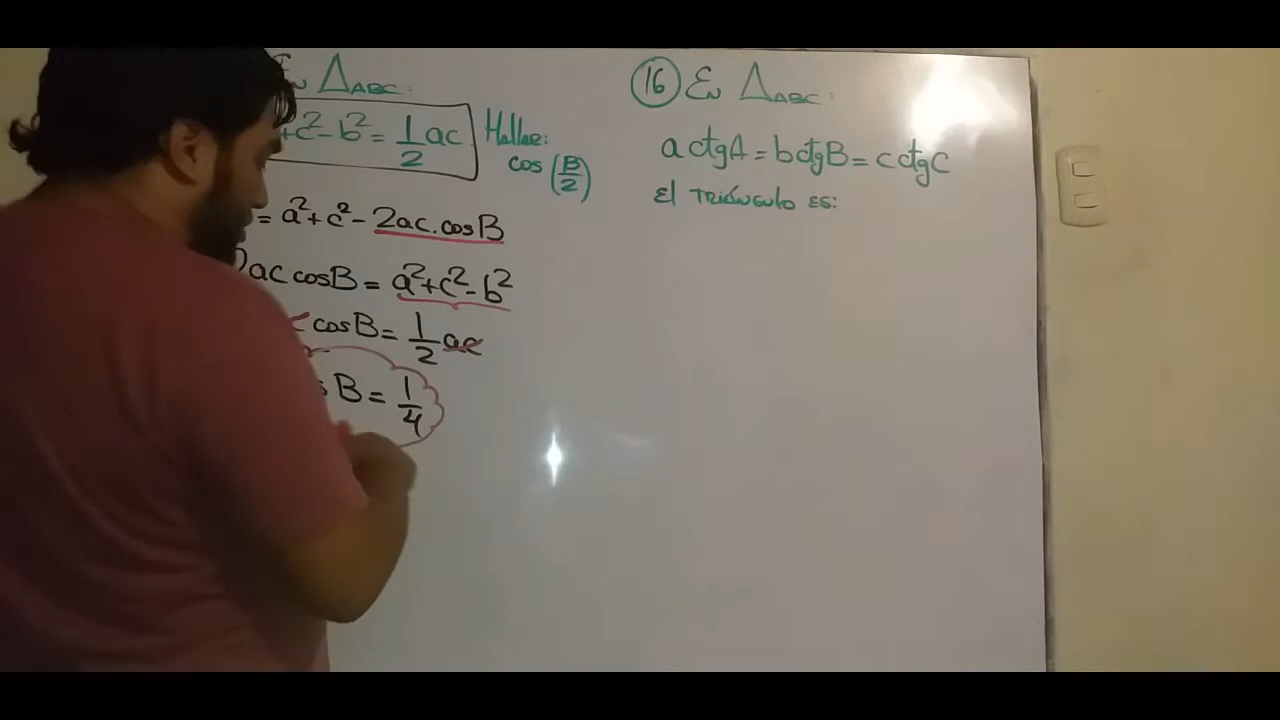 En △ABC:
+c²-b²=1/2 ac Hallar:
cos(B/2)
= a²+c²-2ac.cosB
2ac cosB = a²+c²-b²
cosB = 1/2 ac
B = 1/4
16 En △ABC:
a ctgA = b ctgB = c ctgC
El Triángulo es: